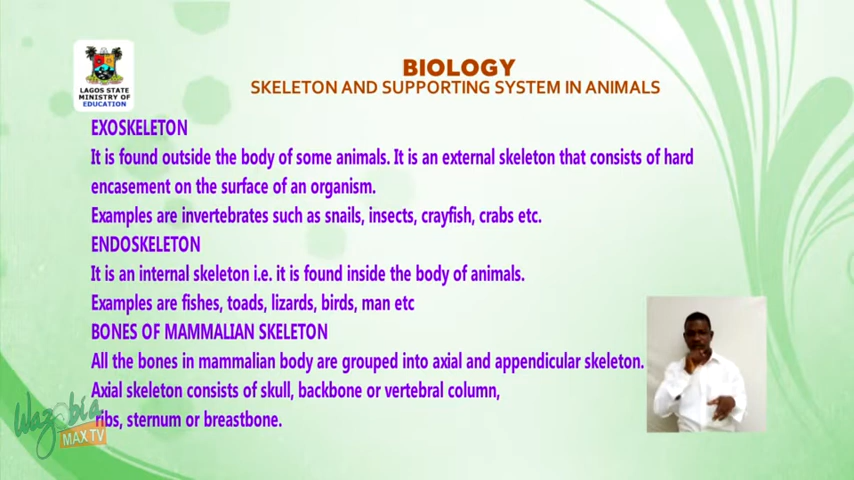 BIOLOGY
SKELETON AND SUPPORTING SYSTEM IN ANIMALS
LAGOS STATE
MINISTRY OF
EDUCATION
EXOSKELETON
It is found outside the body of some animals. It is an external skeleton that consists of hard
encasement on the surface of an organism.
Examples are invertebrates such as snails, insects, crayfish, crabs etc.
ENDOSKELETON
It is an internal skeleton i.e. it is found inside the body of animals.
Examples are fishes, toads, lizards, birds, man etc
BONES OF MAMMALIAN SKELETON
All the bones in mammalian body are grouped into axial and appendicular skeleton.
Axial skeleton consists of skull, backbone or vertebral column,
ribs, sternum or breastbone.
Wazobia
MAX TV